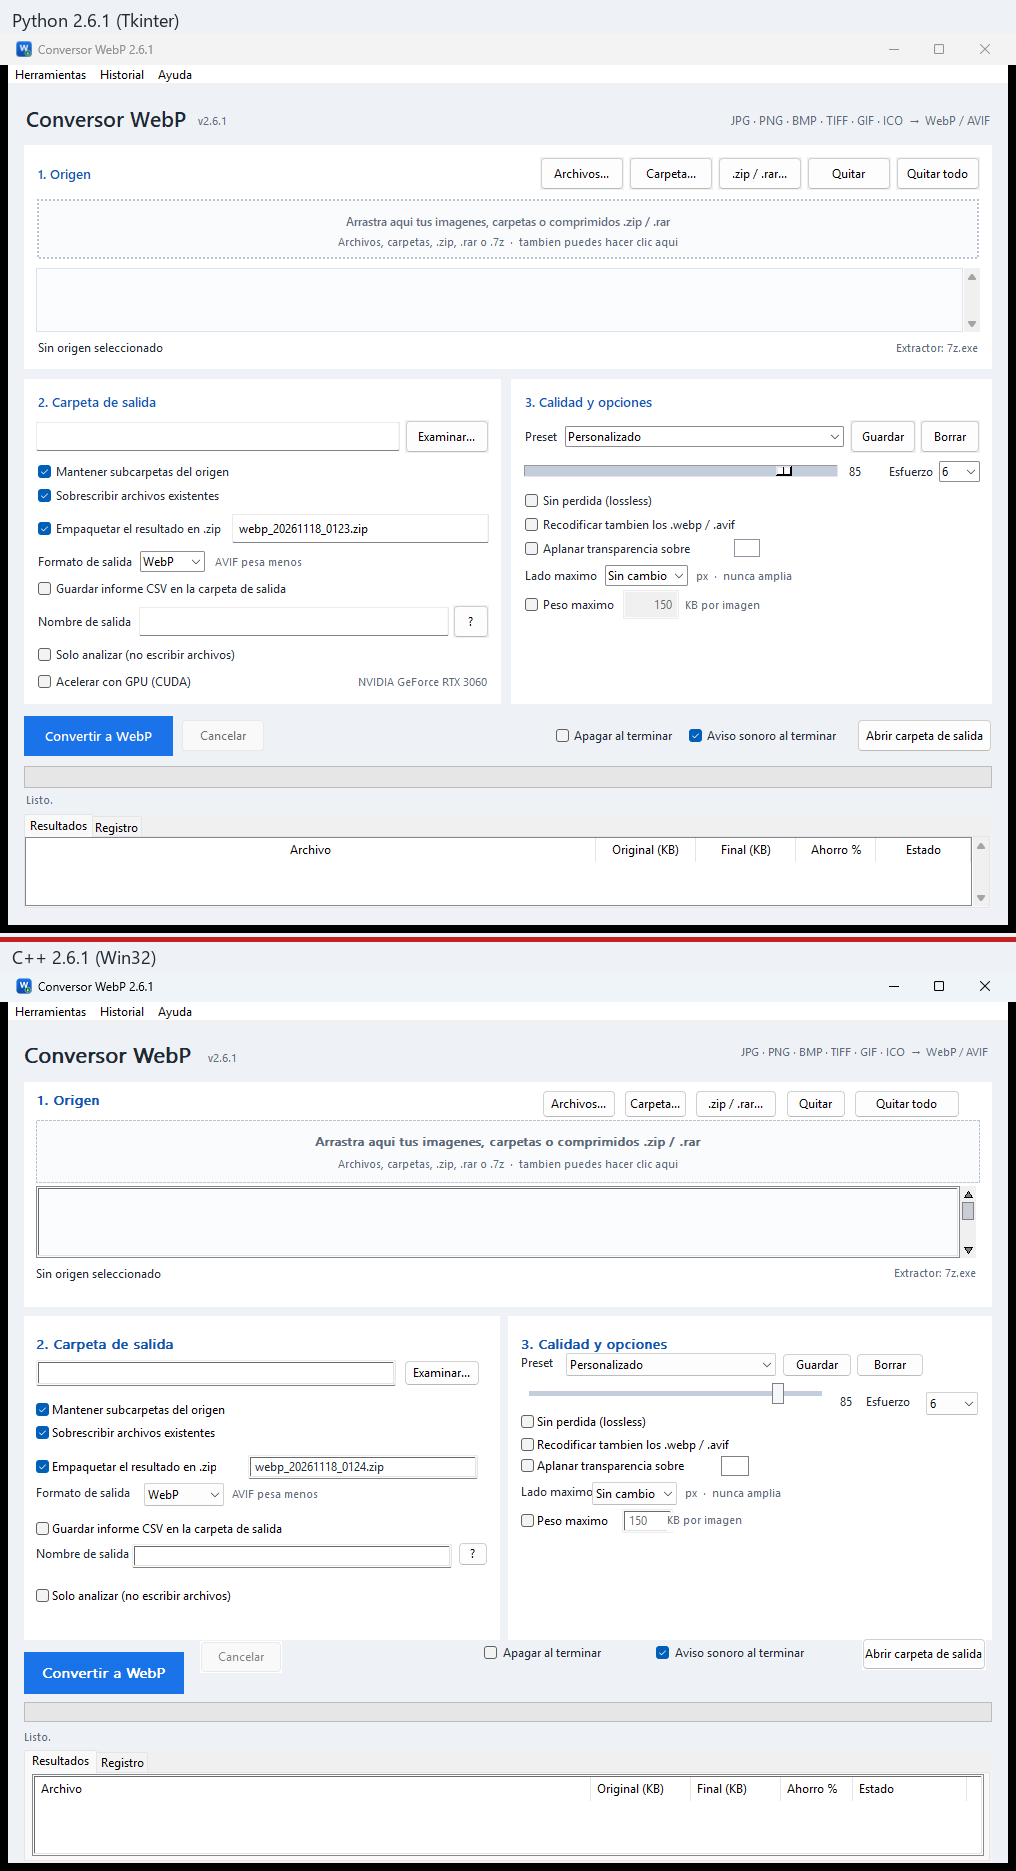 Python 2.6.1 (Tkinter)
Conversor WebP 2.6.1
Herramientas Historial Ayuda
Conversor WebP v2.6.1 JPG · PNG · BMP · TIFF · GIF · ICO → WebP / AVIF
1. Origen Archivos... Carpeta... .zip / .rar... Quitar Quitar todo
Arrastra aqui tus imagenes, carpetas o comprimidos .zip / .rar
Archivos, carpetas, .zip, .rar o .7z · tambien puedes hacer clic aqui
Sin origen seleccionado Extractor: 7z.exe
2. Carpeta de salida
Examinar...
Mantener subcarpetas del origen
Sobrescribir archivos existentes
Empaquetar el resultado en .zip webp_20261118_0123.zip
Formato de salida WebP AVIF pesa menos
Guardar informe CSV en la carpeta de salida
Nombre de salida ?
Solo analizar (no escribir archivos)
Acelerar con GPU (CUDA) NVIDIA GeForce RTX 3060
3. Calidad y opciones
Preset Personalizado Guardar Borrar
85 Esfuerzo 6
Sin perdida (lossless)
Recodificar tambien los .webp / .avif
Aplanar transparencia sobre
Lado maximo Sin cambio px · nunca amplia
Peso maximo 150 KB por imagen
Convertir a WebP Cancelar Apagar al terminar Aviso sonoro al terminar Abrir carpeta de salida
Listo.
Resultados Registro
Archivo Original (KB) Final (KB) Ahorro % Estado
C++ 2.6.1 (Win32)
Conversor WebP 2.6.1
Herramientas Historial Ayuda
Conversor WebP v2.6.1 JPG · PNG · BMP · TIFF · GIF · ICO → WebP / AVIF
1. Origen Archivos... Carpeta... .zip / .rar... Quitar Quitar todo
Arrastra aqui tus imagenes, carpetas o comprimidos .zip / .rar
Archivos, carpetas, .zip, .rar o .7z · tambien puedes hacer clic aqui
Sin origen seleccionado Extractor: 7z.exe
2. Carpeta de salida
Examinar...
Mantener subcarpetas del origen
Sobrescribir archivos existentes
Empaquetar el resultado en .zip webp_20261118_0124.zip
Formato de salida WebP AVIF pesa menos
Guardar informe CSV en la carpeta de salida
Nombre de salida ?
Solo analizar (no escribir archivos)
3. Calidad y opciones
Preset Personalizado Guardar Borrar
85 Esfuerzo 6
Sin perdida (lossless)
Recodificar tambien los .webp / .avif
Aplanar transparencia sobre
Lado maximo Sin cambio px · nunca amplia
Peso maximo 150 KB por imagen
Convertir a WebP Cancelar Apagar al terminar Aviso sonoro al terminar Abrir carpeta de salida
Listo.
Resultados Registro
Archivo Original (KB) Final (KB) Ahorro % Estado